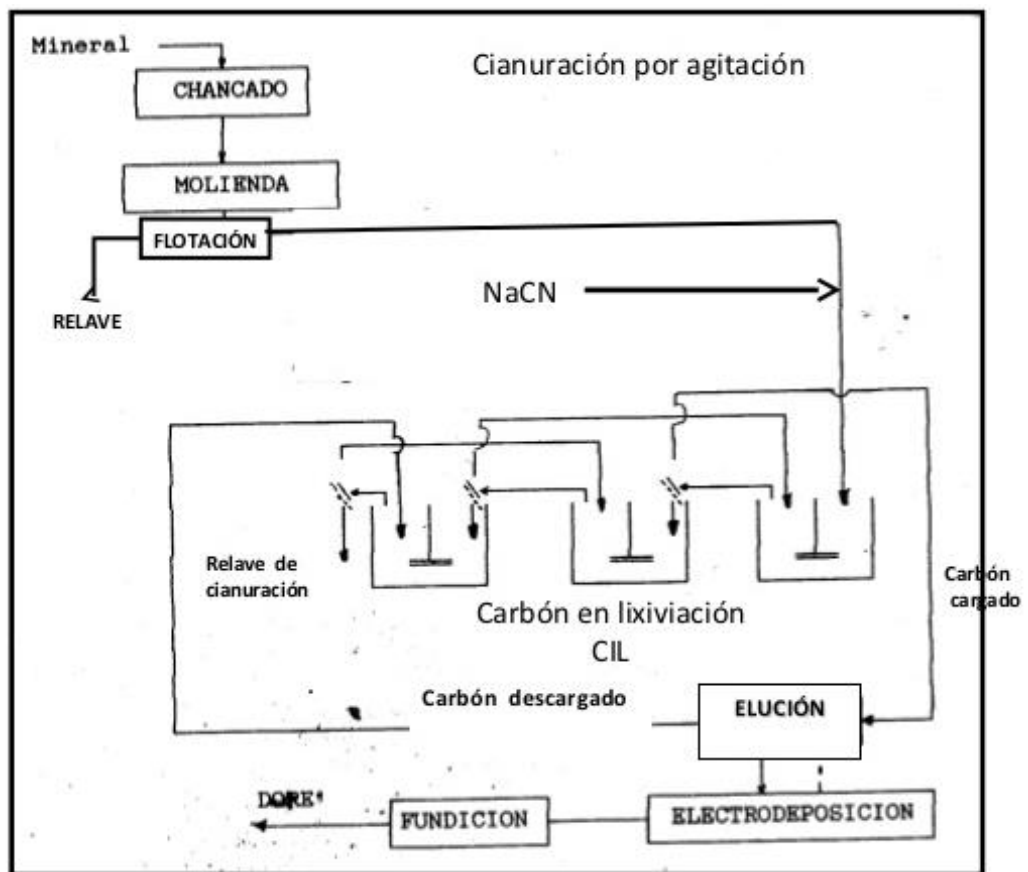 Mineral
Cianuración por agitación
CHANCADO
MOLIENDA
FLOTACIÓN
NaCN
RELAVE
Relave de
cianuración
Carbón
cargado
Carbón en lixiviación
CIL
Carbón descargado
ELUCIÓN
DORE'
FUNDICION
ELECTRODEPOSICION